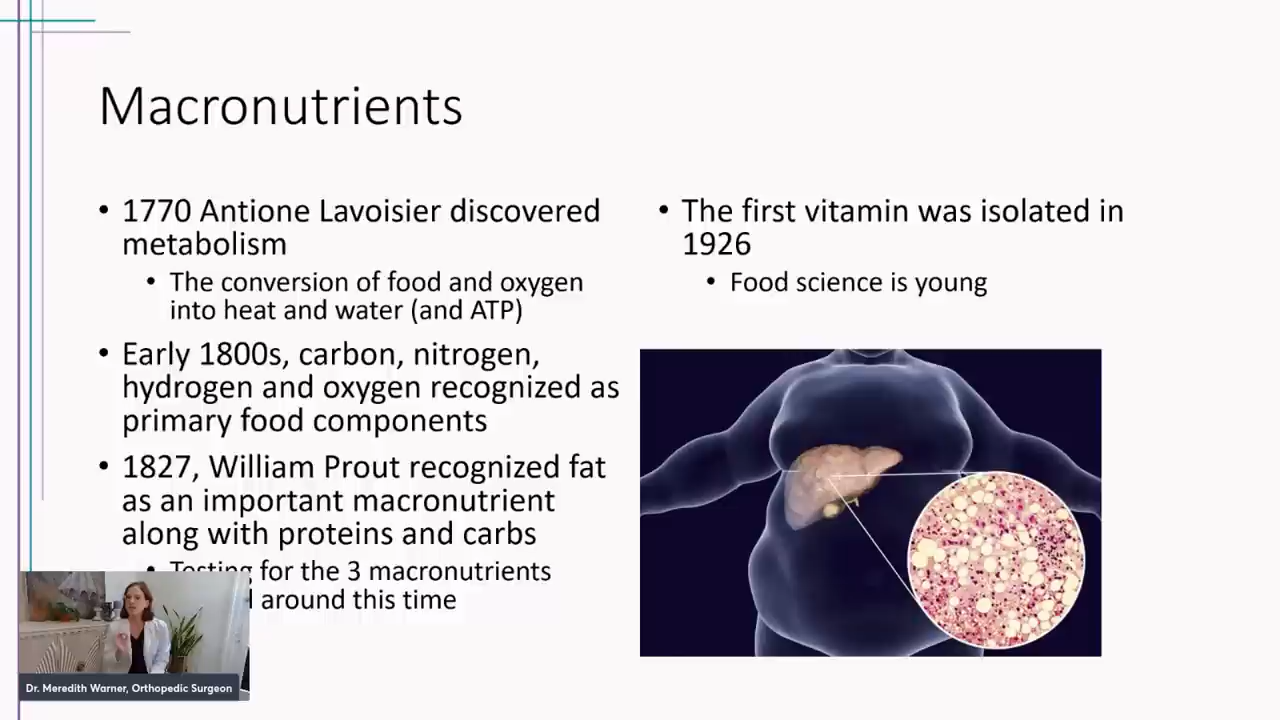 Macronutrients
• 1770 Antione Lavoisier discovered
metabolism
• The conversion of food and oxygen
into heat and water (and ATP)
• Early 1800s, carbon, nitrogen,
hydrogen and oxygen recognized as
primary food components
• 1827, William Prout recognized fat
as an important macronutrient
along with proteins and carbs
• Testing for the 3 macronutrients
around this time
• The first vitamin was isolated in
1926
• Food science is young
Dr. Meredith Warner, Orthopedic Surgeon